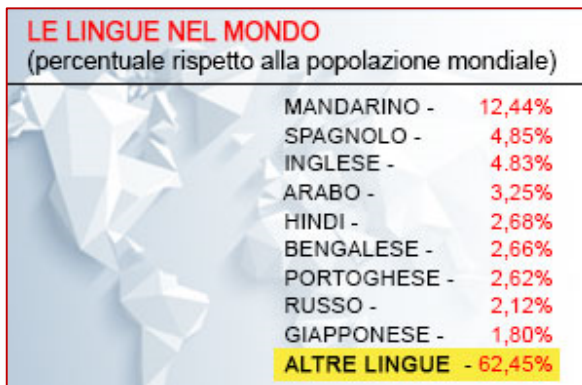 LE LINGUE NEL MONDO
(percentuale rispetto alla popolazione mondiale)
MANDARINO - 12,44%
SPAGNOLO - 4,85%
INGLESE - 4.83%
ARABO - 3,25%
HINDI - 2,68%
BENGALESE - 2,66%
PORTOGHESE - 2,62%
RUSSO - 2,12%
GIAPPONESE - 1,80%
ALTRE LINGUE - 62,45%